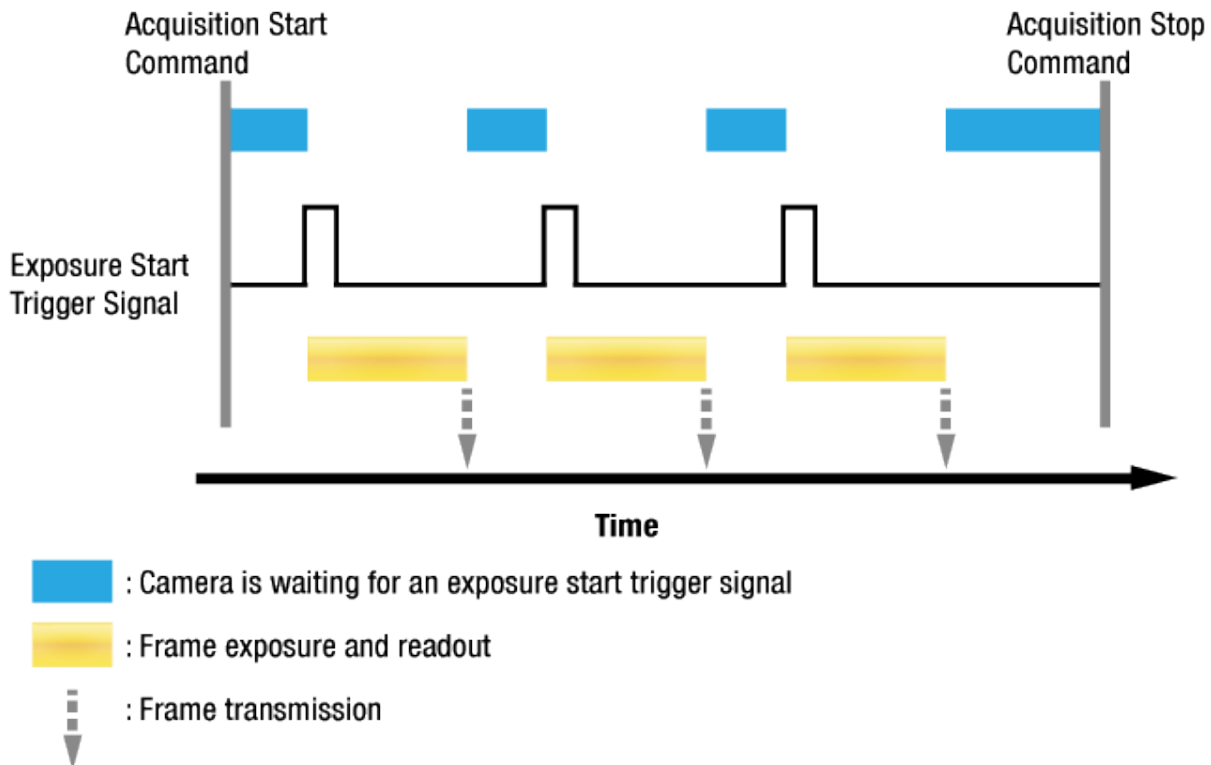 Acquisition Start
Command
Acquisition Stop
Command
Exposure Start
Trigger Signal
Time
: Camera is waiting for an exposure start trigger signal
: Frame exposure and readout
: Frame transmission